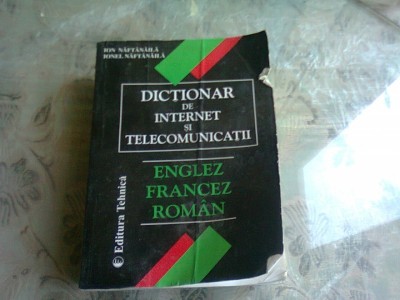 ION NĂFTĂNĂILĂ
IONEL NĂFTĂNĂILĂ
DICTIONAR
DE
INTERNET
SI
TELECOMUNICATII
ENGLEZ
FRANCEZ
ROMÂN
Editura Tehnică